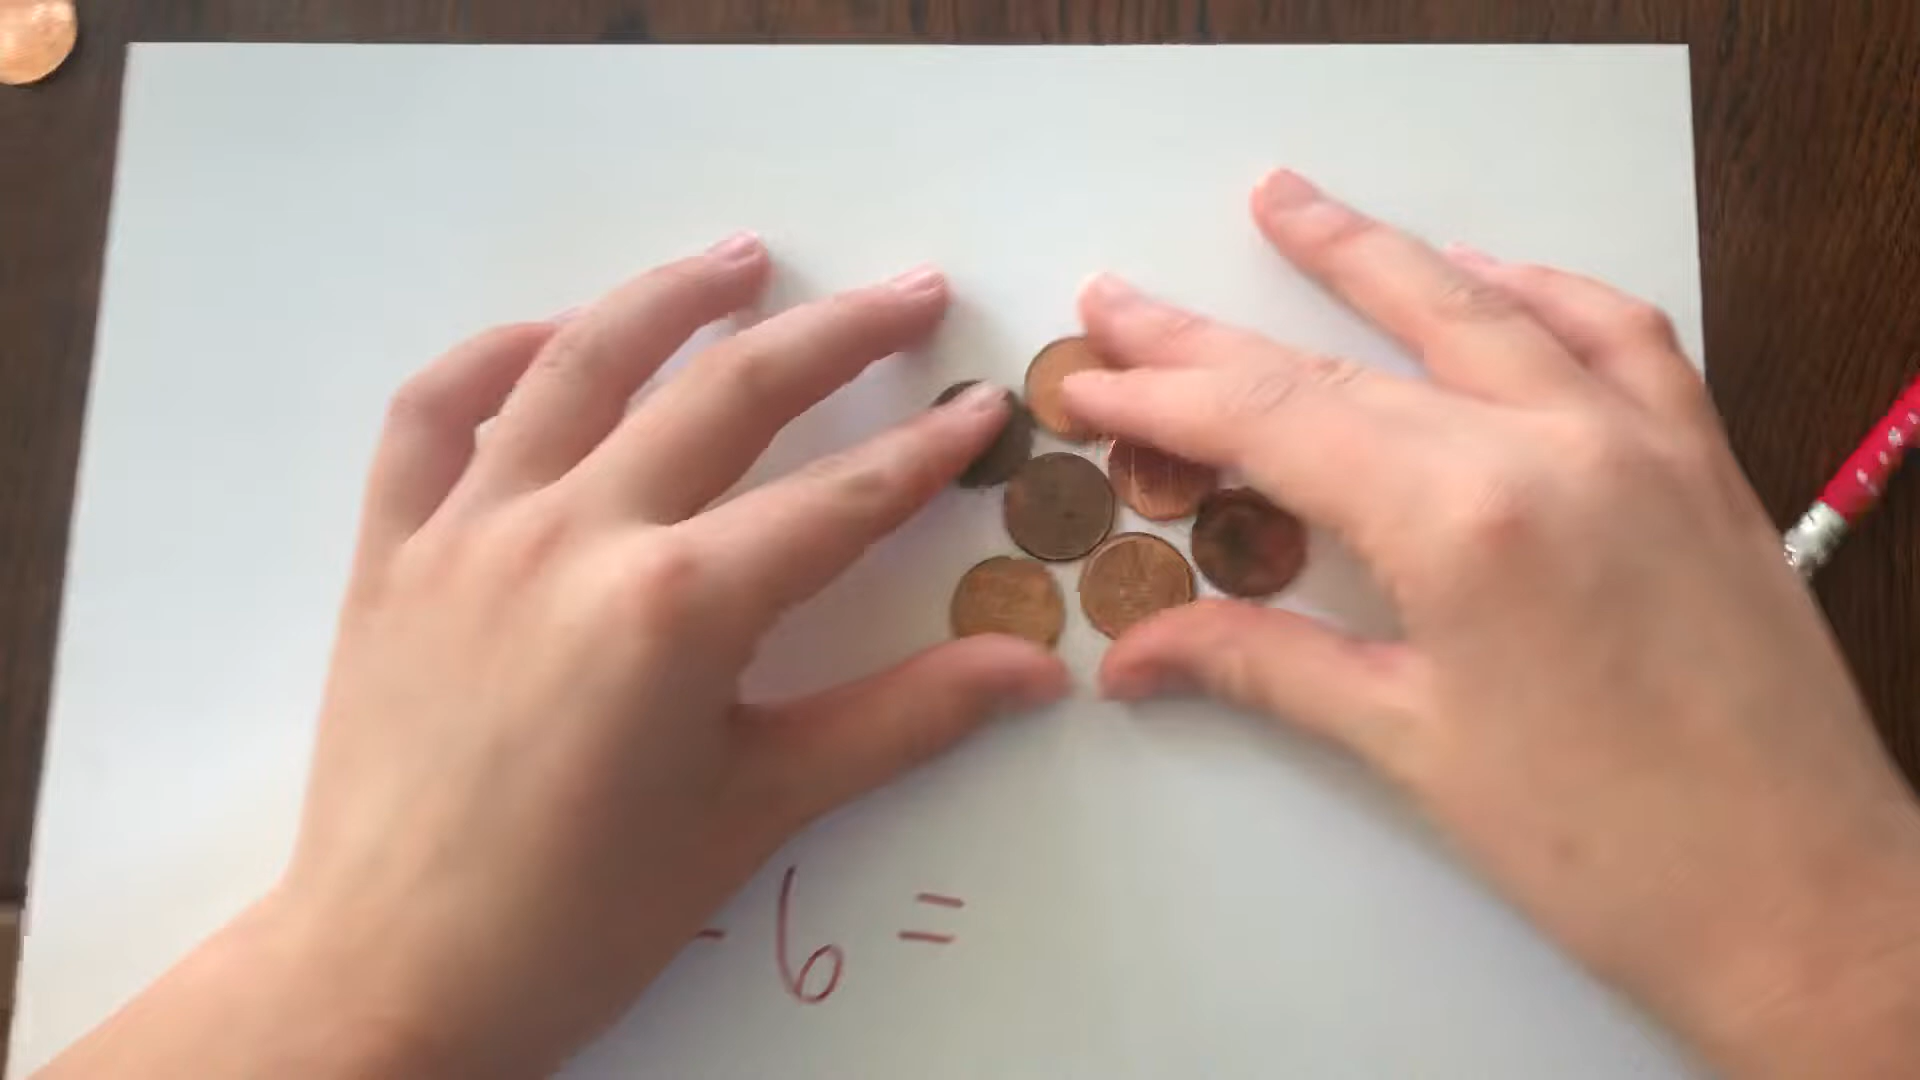 - 6 =